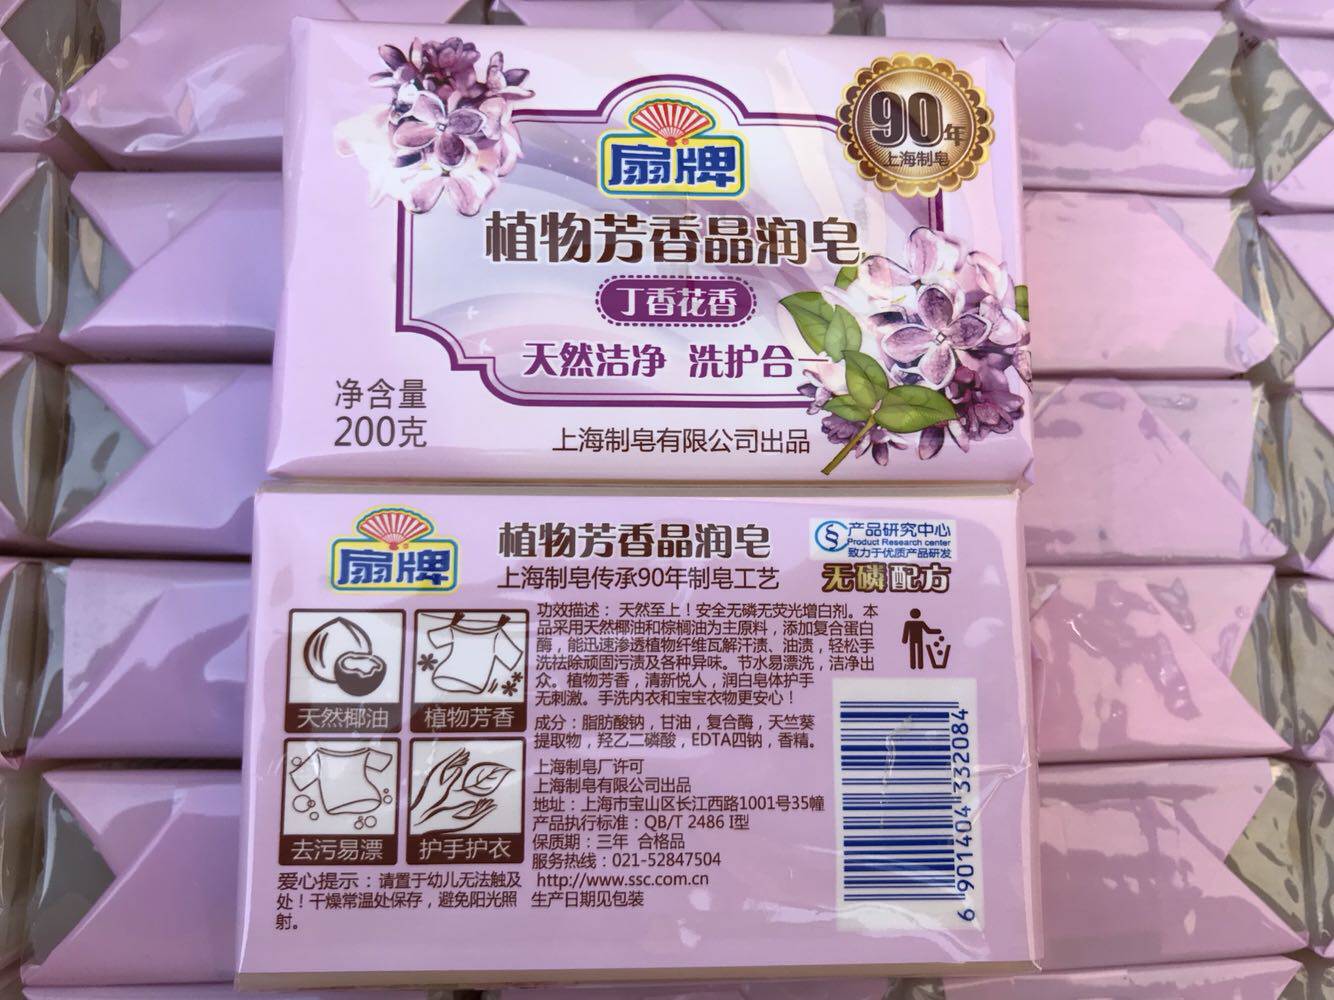 扇牌
90年
上海制皂
植物芳香晶润皂
丁香花香
天然洁净 洗护合一
净含量
200克
上海制皂有限公司出品
扇牌
植物芳香晶润皂
上海制皂传承90年制皂工艺
产品研究中心
Product Research center
致力于优质产品研发
无磷配方
天然椰油
植物芳香
去污易漂
护手护衣
功效描述：天然至上！安全无磷无荧光增白剂。本
品采用天然椰油和棕榈油为主原料，添加复合蛋白
酶，能迅速渗透植物纤维瓦解汗渍、油渍，轻松手
洗祛除顽固污渍及各种异味。节水易漂洗，洁净出
众。植物芳香，清新悦人，润白皂体护手
无刺激。手洗内衣和宝宝衣物更安心！
成分：脂肪酸钠，甘油，复合酶，天竺葵
提取物，羟乙二磷酸，EDTA四钠，香精。
上海制皂厂许可
上海制皂有限公司出品
地址：上海市宝山区长江西路1001号35幢
产品执行标准：QB/T 2486 I型
保质期：三年 合格品
服务热线：021-52847504
http://www.ssc.com.cn
生产日期见包装
爱心提示：请置于幼儿无法触及
处！干燥常温处保存，避免阳光照
射。
6 901404 332084